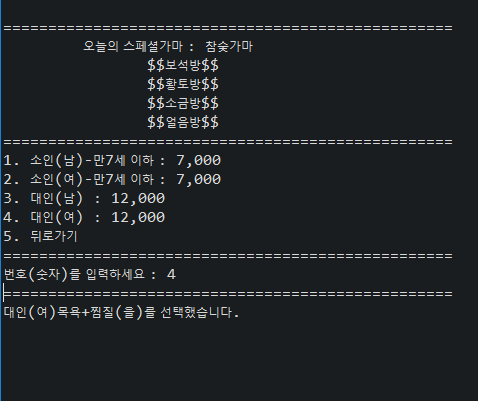 ==================================================
오늘의 스페셜가마 : 참숯가마
$$보석방$$
$$황토방$$
$$소금방$$
$$얼음방$$
==================================================
1. 소인(남)-만7세 이하 : 7,000
2. 소인(여)-만7세 이하 : 7,000
3. 대인(남) : 12,000
4. 대인(여) : 12,000
5. 뒤로가기
==================================================
번호(숫자)를 입력하세요 : 4
==================================================
대인(여)목욕+찜질(을)를 선택했습니다.